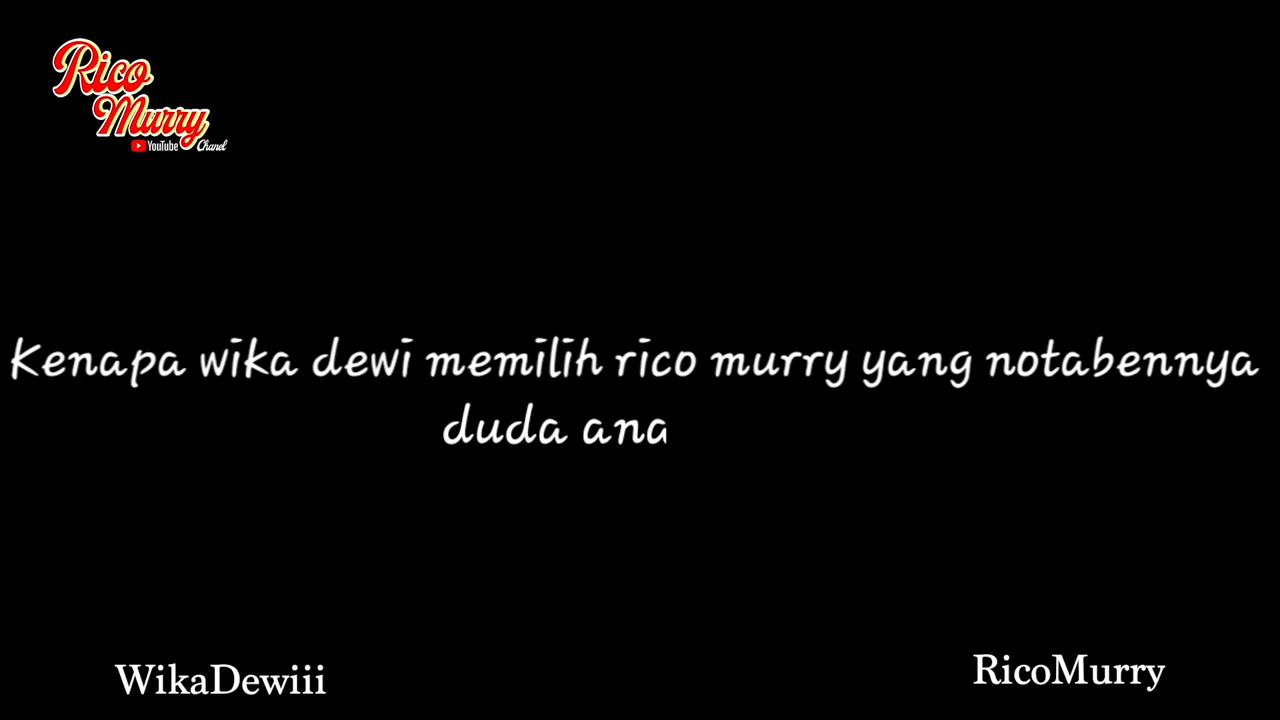 Rico
Murry
YouTube Chanel
Kenapa wika dewi memilih rico murry yang notabennya
duda ana
WikaDewiii
RicoMurry